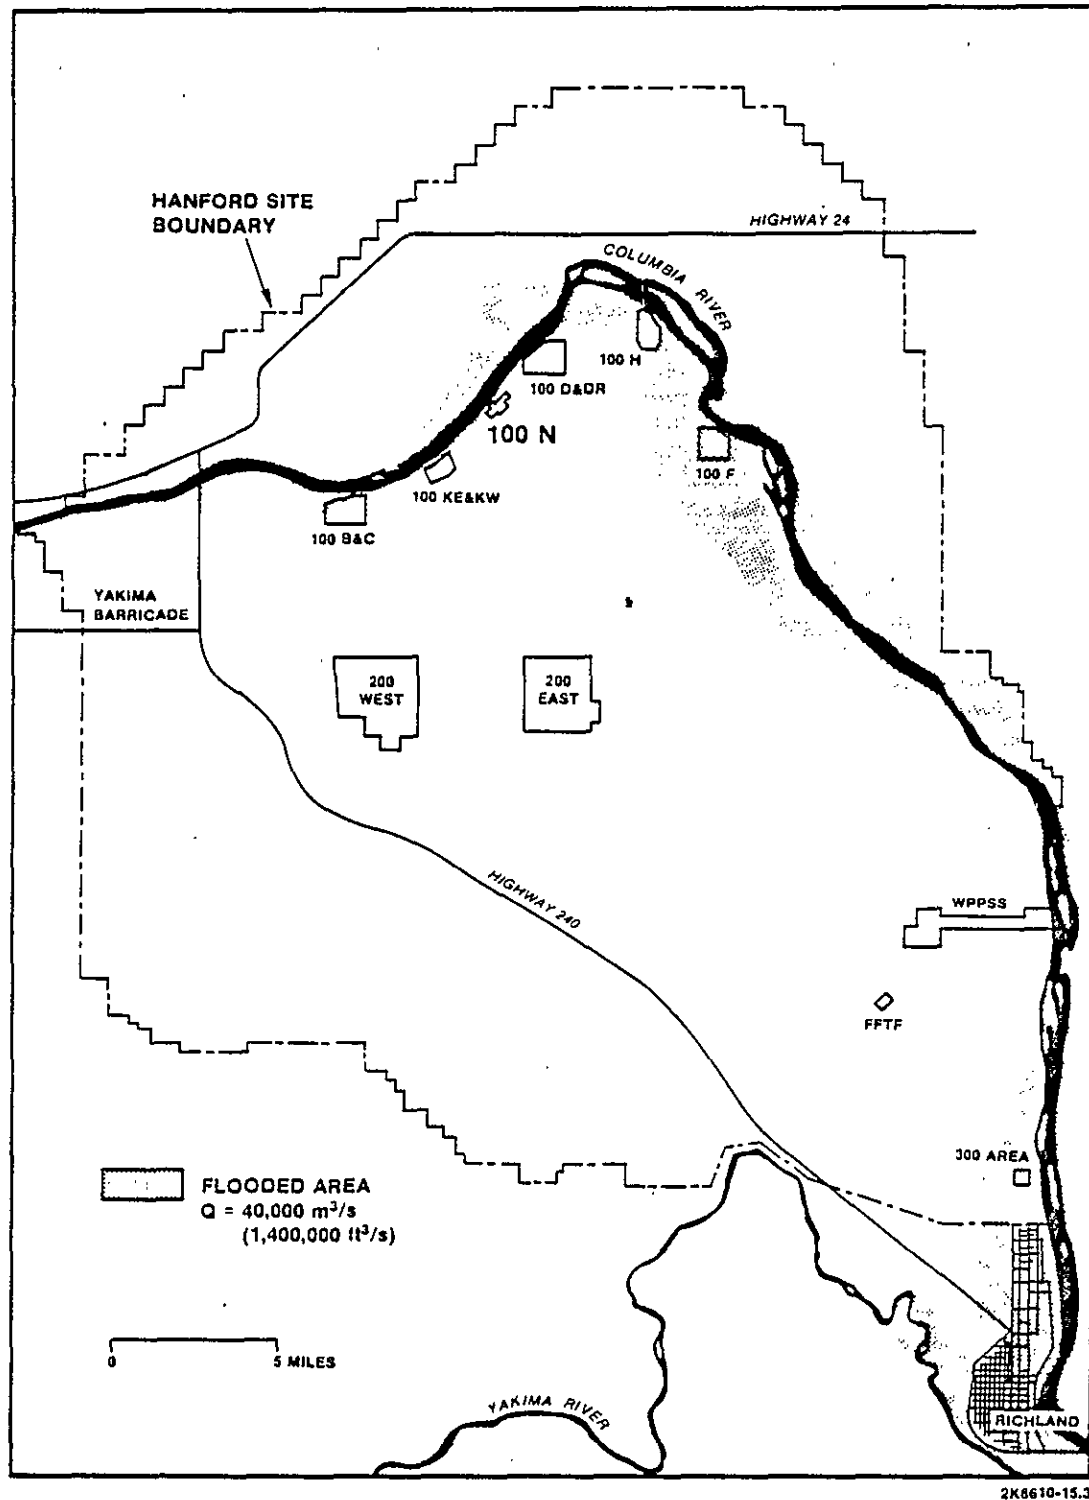 HANFORD SITE
BOUNDARY
HIGHWAY 24
COLUMBIA RIVER
100 H
100 D&DR
100 N
100 F
100 KE&KW
100 B&C
YAKIMA
BARRICADE
200
WEST
200
EAST
HIGHWAY 240
WPPSS
FFTF
300 AREA
FLOODED AREA
Q = 40,000 m³/s
(1,400,000 ft³/s)
0 5 MILES
YAKIMA RIVER
RICHLAND
2K8610-15.3